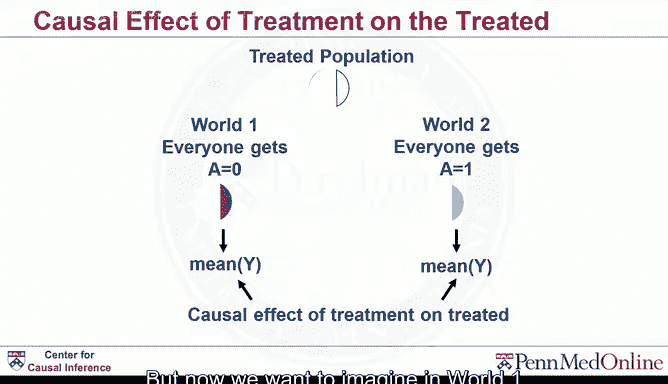 Causal Effect of Treatment on the Treated
Treated Population
World 1
Everyone gets
A=0
World 2
Everyone gets
A=1
mean(Y)
mean(Y)
Causal effect of treatment on treated
Center for
Causal Inference
But now we want to imagine in World 1
PennMedOnline